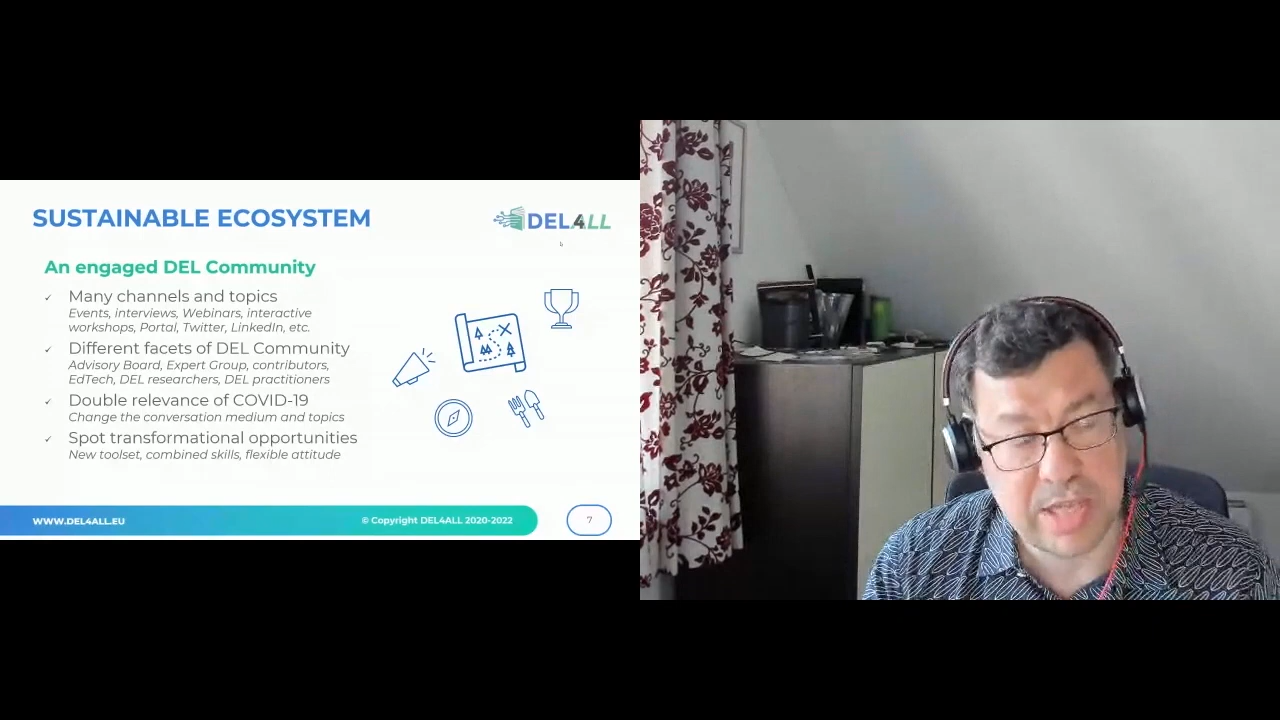 SUSTAINABLE ECOSYSTEM
DEL4ALL
An engaged DEL Community
✓ Many channels and topics
Events, interviews, Webinars, interactive
workshops, Portal, Twitter, LinkedIn, etc.
✓ Different facets of DEL Community
Advisory Board, Expert Group, contributors,
EdTech, DEL researchers, DEL practitioners
✓ Double relevance of COVID-19
Change the conversation medium and topics
✓ Spot transformational opportunities
New toolset, combined skills, flexible attitude
WWW.DEL4ALL.EU
© Copyright DEL4ALL 2020-2022
7